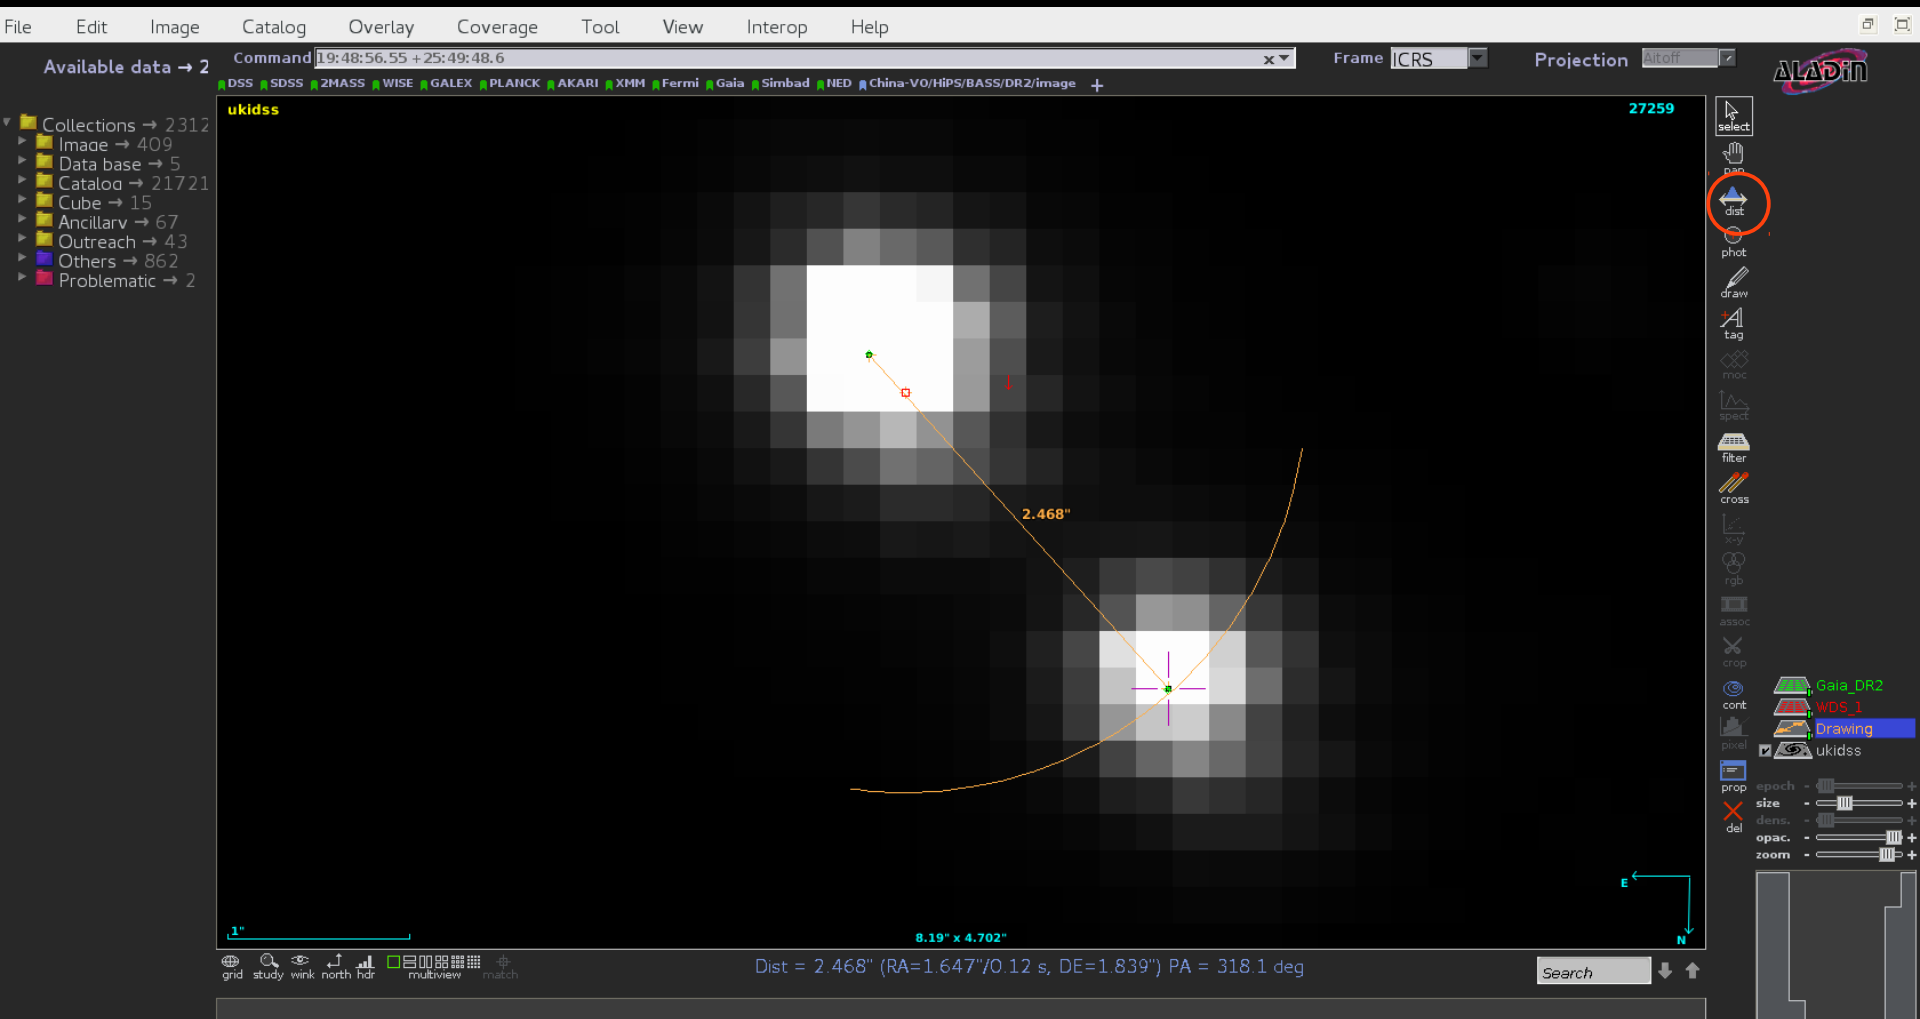 File Edit Image Catalog Overlay Coverage Tool View Interop Help
Available data → 2
Command 19:48:56.55 +25:49:48.6 x Frame ICRS Projection Aitoff
ALADIN
DSS SDSS 2MASS WISE GALEX PLANCK AKARI XMM Fermi Gaia Simbad NED China-VO/HiPS/BASS/DR2/image +
Collections → 2312
Image → 409
Data base → 5
Catalog → 21721
Cube → 15
Ancillary → 67
Outreach → 43
Others → 862
Problematic → 2
ukidss
27259
2.468"
1"
8.19" x 4.702"
E
N
select
pan
dist
phot
draw
tag
moc
spect
filter
cross
x-y
rgb
assoc
crop
cont
pixel
prop
del
Gaia_DR2
WDS_1
Drawing
ukidss
epoch - +
size - +
dens. - +
opac. - +
zoom - +
grid study wink north hdr multiview match
Dist = 2.468" (RA=1.647"/0.12 s, DE=1.839") PA = 318.1 deg
Search